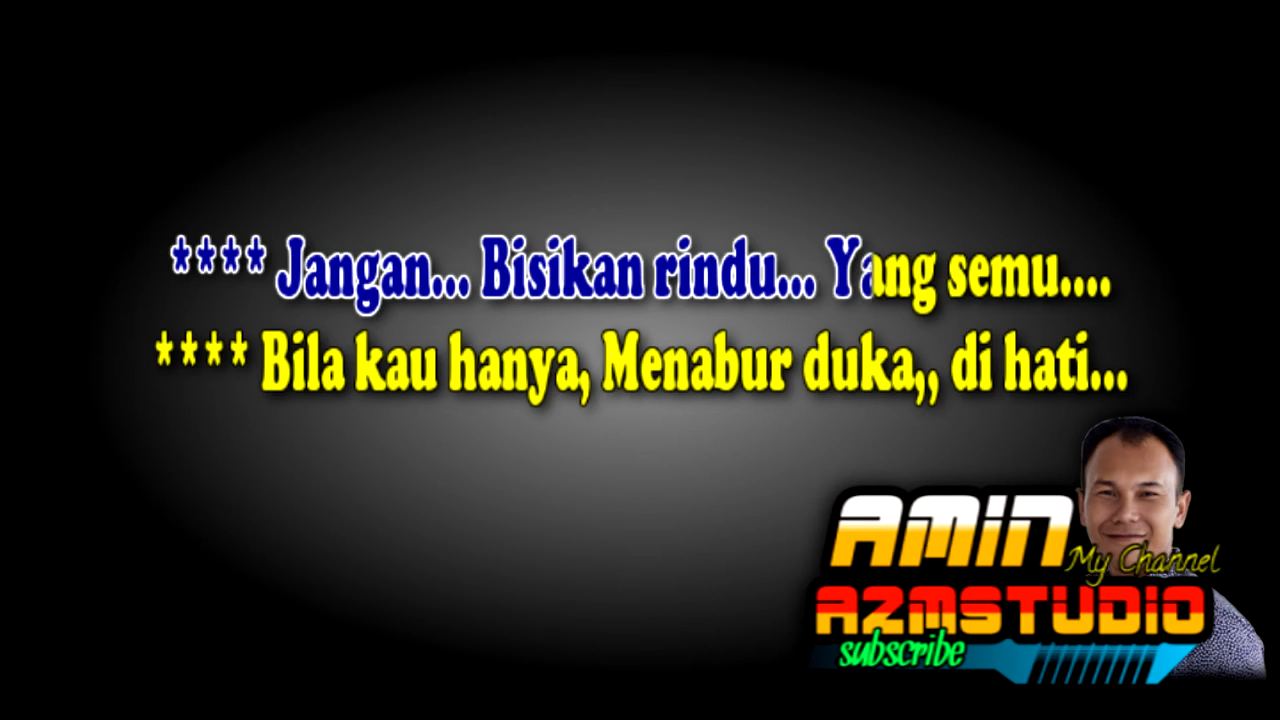 **** Jangan... Bisikan rindu... Yang semu....
**** Bila kau hanya, Menabur duka,, di hati...
AMiN
My Channel
AZMSTUDiO
subscribe